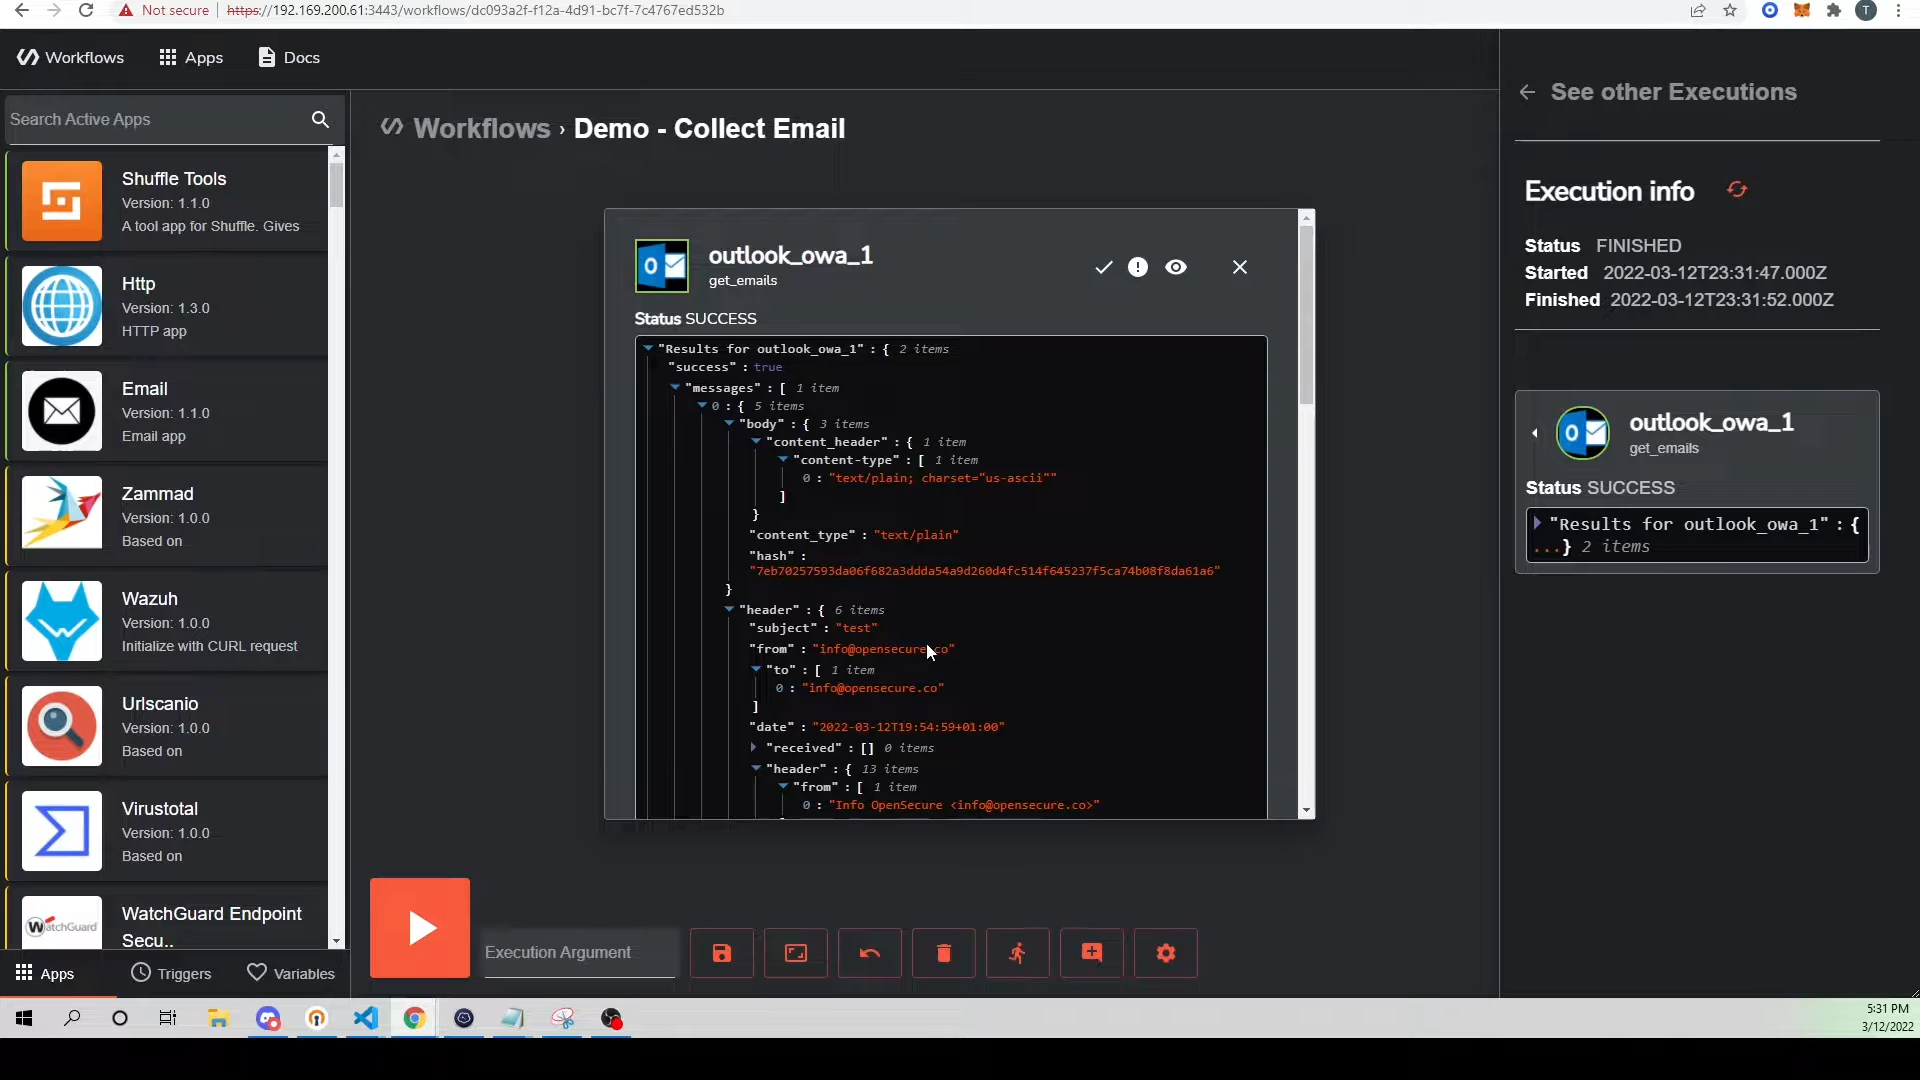 Not secure
https://192.169.200.61:3443/workflows/dc093a2f-f12a-4d91-bc7f-7c4767ed532b
T
Workflows
Apps
Docs
Search Active Apps
Shuffle Tools
Version: 1.1.0
A tool app for Shuffle. Gives
Http
Version: 1.3.0
HTTP app
Email
Version: 1.1.0
Email app
Zammad
Version: 1.0.0
Based on
Wazuh
Version: 1.0.0
Initialize with CURL request
Urlscanio
Version: 1.0.0
Based on
Virustotal
Version: 1.0.0
Based on
WatchGuard
WatchGuard Endpoint
Secu..
Apps
Triggers
Variables
Workflows › Demo - Collect Email
outlook_owa_1
get_emails
Status SUCCESS
"Results for outlook_owa_1" : { 2 items
"success" : true
"messages" : [ 1 item
0 : { 5 items
"body" : { 3 items
"content_header" : { 1 item
"content-type" : [ 1 item
0 : "text/plain; charset="us-ascii""
]
}
"content_type" : "text/plain"
"hash" :
"7eb70257593da06f682a3ddda54a9d260d4fc514f645237f5ca74b08f8da61a6"
}
"header" : { 6 items
"subject" : "test"
"from" : "info@opensecure.co"
"to" : [ 1 item
0 : "info@opensecure.co"
]
"date" : "2022-03-12T19:54:59+01:00"
"received" : [] 0 items
"header" : { 13 items
"from" : [ 1 item
0 : "Info OpenSecure <info@opensecure.co>"
Execution Argument
See other Executions
Execution info
Status FINISHED
Started 2022-03-12T23:31:47.000Z
Finished 2022-03-12T23:31:52.000Z
outlook_owa_1
get_emails
Status SUCCESS
"Results for outlook_owa_1" : {
...} 2 items
5:31 PM
3/12/2022